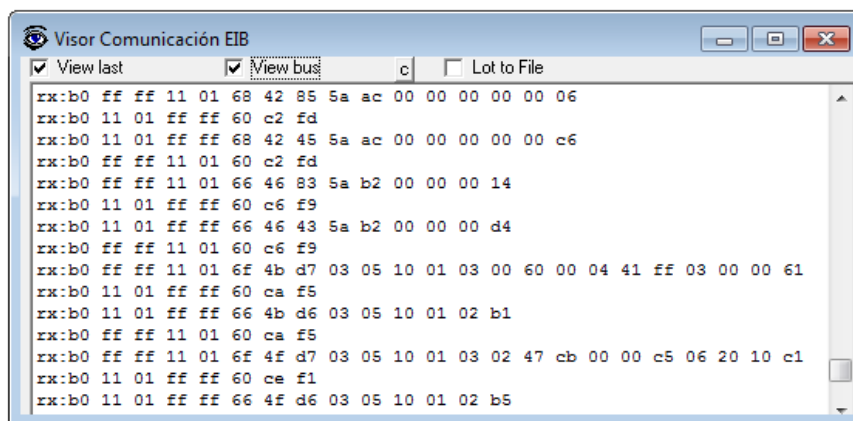 Visor Comunicación EIB
View last View bus c Lot to File
rx:b0 ff ff 11 01 68 42 85 5a ac 00 00 00 00 00 06
rx:b0 11 01 ff ff 60 c2 fd
rx:b0 11 01 ff ff 68 42 45 5a ac 00 00 00 00 00 c6
rx:b0 ff ff 11 01 60 c2 fd
rx:b0 ff ff 11 01 66 46 83 5a b2 00 00 00 14
rx:b0 11 01 ff ff 60 c6 f9
rx:b0 11 01 ff ff 66 46 43 5a b2 00 00 00 d4
rx:b0 ff ff 11 01 60 c6 f9
rx:b0 ff ff 11 01 6f 4b d7 03 05 10 01 03 00 60 00 04 41 ff 03 00 00 61
rx:b0 11 01 ff ff 60 ca f5
rx:b0 11 01 ff ff 66 4b d6 03 05 10 01 02 b1
rx:b0 ff ff 11 01 60 ca f5
rx:b0 ff ff 11 01 6f 4f d7 03 05 10 01 03 02 47 cb 00 00 c5 06 20 10 c1
rx:b0 11 01 ff ff 60 ce f1
rx:b0 11 01 ff ff 66 4f d6 03 05 10 01 02 b5